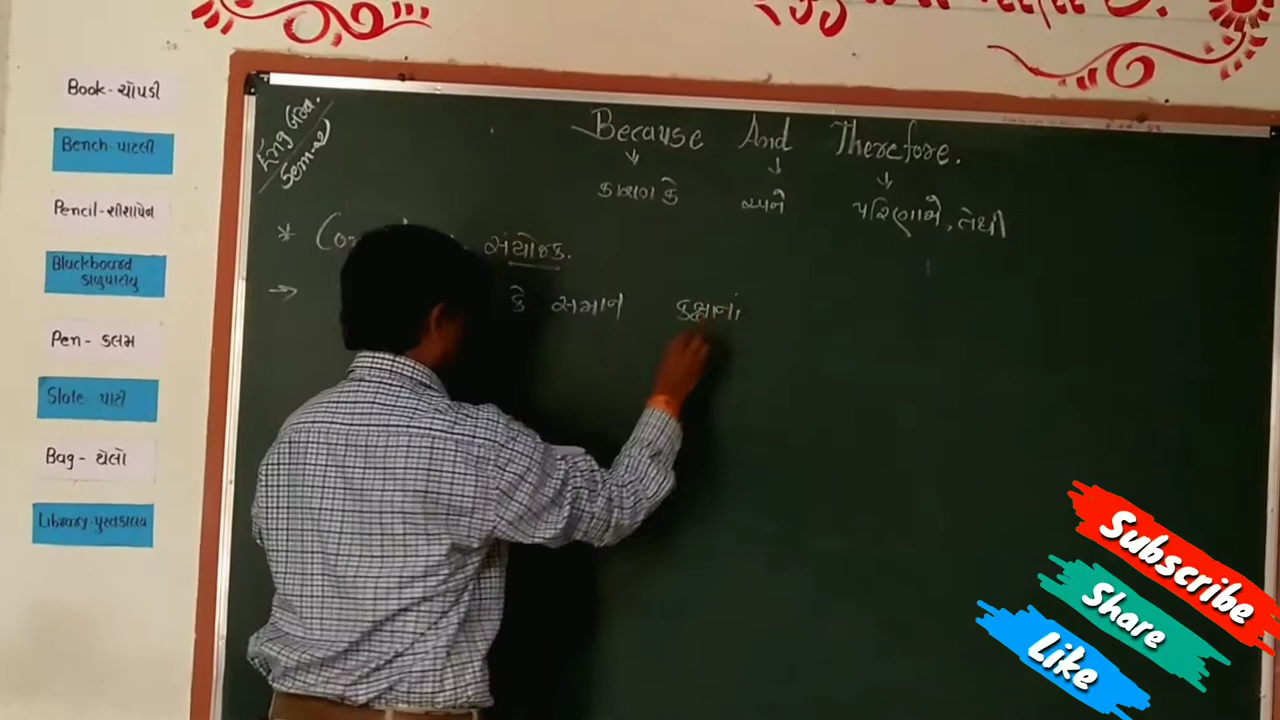 Book - ચોપડી
Bench - પાટલી
Pencil - સીસાપેન
Blackboard
કાળુપાટીયુ
Pen - કલમ
Slate પાટી
Bag - થેલો
Library - પુસ્તકાલય
Eng
Sem-2
Because And Therefore.
કારણ કે અને પરિણામે, તેથી
* સંયોજક.
→ કે સમાન કક્ષાનાં
Subscribe
Share
Like